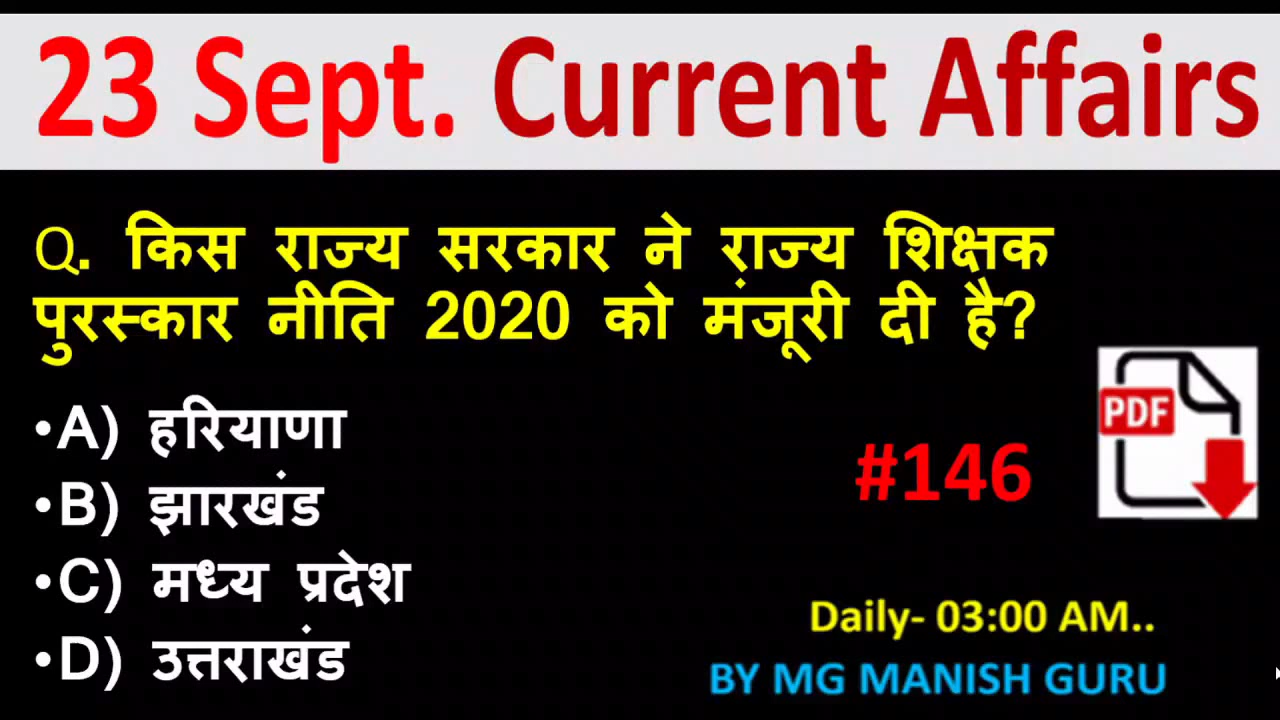 23 Sept. Current Affairs
Q. किस राज्य सरकार ने राज्य शिक्षक
पुरस्कार नीति 2020 को मंजूरी दी है?
•A) हरियाणा
•B) झारखंड
•C) मध्य प्रदेश
•D) उत्तराखंड
#146
PDF
Daily- 03:00 AM..
BY MG MANISH GURU